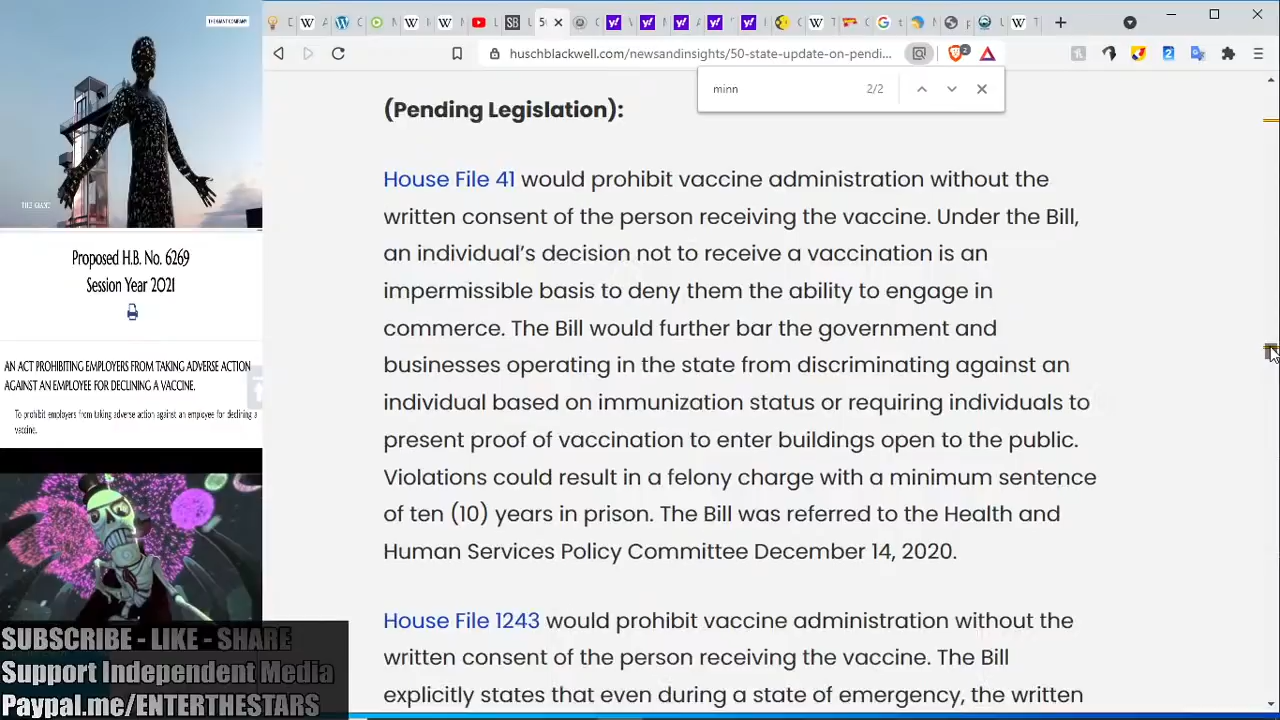 THE GIANT COMPANY
THE GIANT
Proposed H.B. No. 6269
Session Year 2021
AN ACT PROHIBITING EMPLOYERS FROM TAKING ADVERSE ACTION
AGAINST AN EMPLOYEE FOR DECLINING A VACCINE.
To prohibit employers from taking adverse action against an employee for declining a
vaccine.
SUBSCRIBE - LIKE - SHARE
Support Independent Media
Paypal.me/ENTERTHESTARS
huschblackwell.com/newsandinsights/50-state-update-on-pendi...
minn 2/2
(Pending Legislation):
House File 41 would prohibit vaccine administration without the
written consent of the person receiving the vaccine. Under the Bill,
an individual's decision not to receive a vaccination is an
impermissible basis to deny them the ability to engage in
commerce. The Bill would further bar the government and
businesses operating in the state from discriminating against an
individual based on immunization status or requiring individuals to
present proof of vaccination to enter buildings open to the public.
Violations could result in a felony charge with a minimum sentence
of ten (10) years in prison. The Bill was referred to the Health and
Human Services Policy Committee December 14, 2020.
House File 1243 would prohibit vaccine administration without the
written consent of the person receiving the vaccine. The Bill
explicitly states that even during a state of emergency, the written